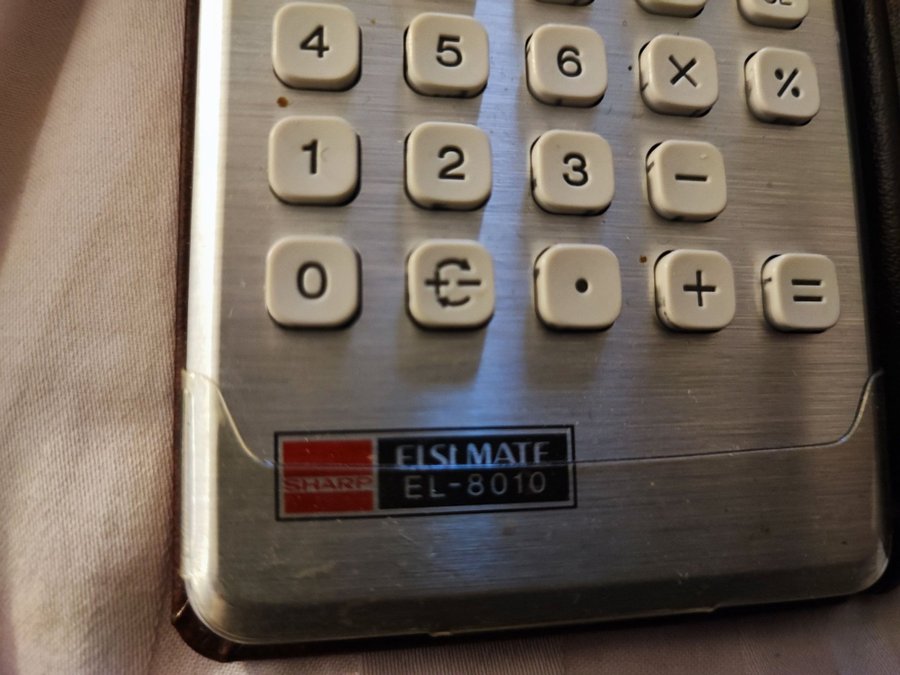 4 5 6 × %
1 2 3 −
0 • + =
ELSI MATE
SHARP
EL-8010